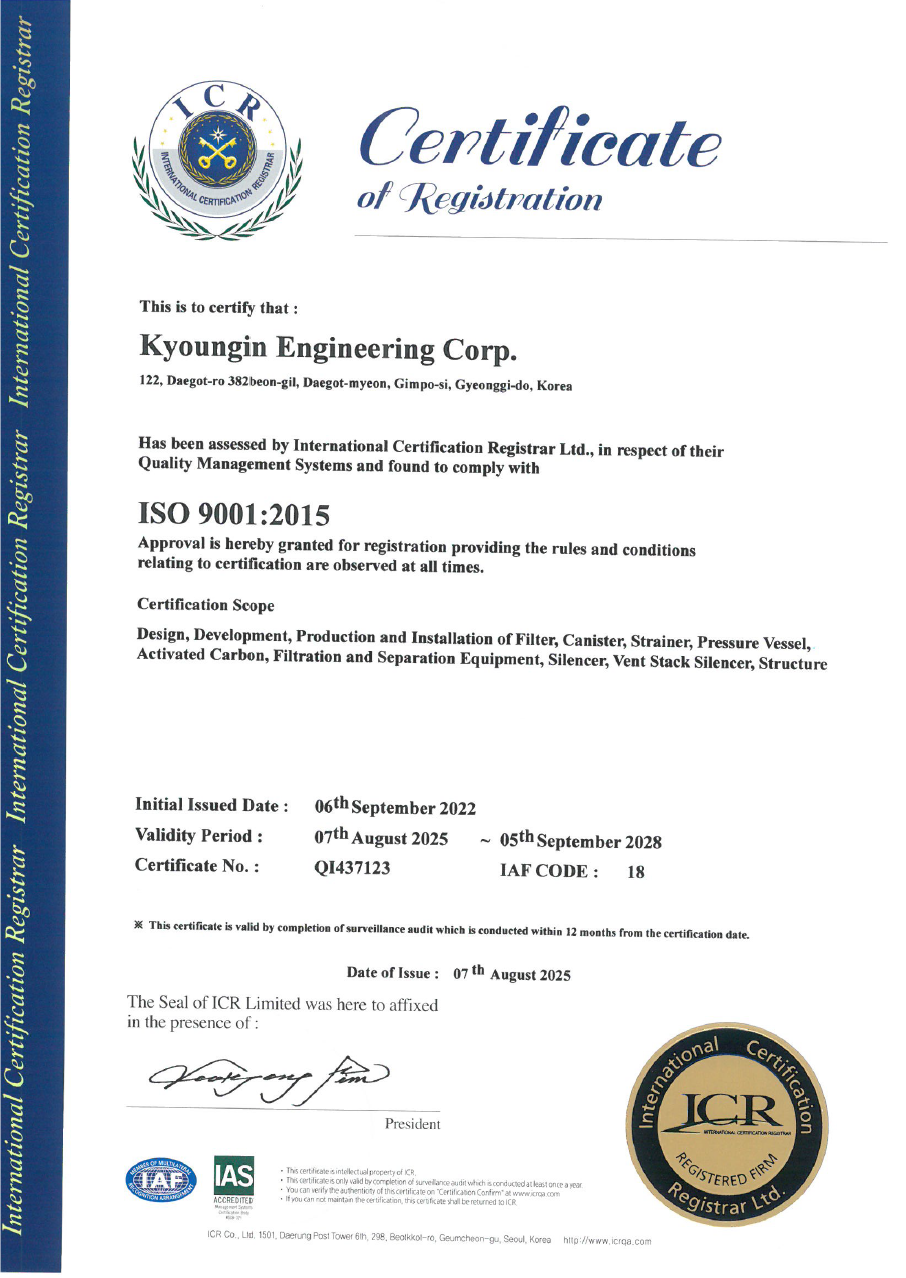 International Certification Registrar International Certification Registrar International Certification Registrar
ICR
INTERNATIONAL CERTIFICATION REGISTRAR
Certificate
of Registration
This is to certify that :
Kyoungin Engineering Corp.
122, Daegot-ro 382beon-gil, Daegot-myeon, Gimpo-si, Gyeonggi-do, Korea
Has been assessed by International Certification Registrar Ltd., in respect of their
Quality Management Systems and found to comply with
ISO 9001:2015
Approval is hereby granted for registration providing the rules and conditions
relating to certification are observed at all times.
Certification Scope
Design, Development, Production and Installation of Filter, Canister, Strainer, Pressure Vessel,
Activated Carbon, Filtration and Separation Equipment, Silencer, Vent Stack Silencer, Structure
Initial Issued Date : 06th September 2022
Validity Period : 07th August 2025 ~ 05th September 2028
Certificate No. : QI437123 IAF CODE : 18
※ This certificate is valid by completion of surveillance audit which is conducted within 12 months from the certification date.
Date of Issue : 07th August 2025
The Seal of ICR Limited was here to affixed
in the presence of :
President
MEMBER OF MULTILATERAL
IAF
RECOGNITION ARRANGEMENT
IAS
ACCREDITED
Management Systems
Certification Body
• This certificate is intellectual property of ICR.
• This certificate is only valid by completion of surveillance audit which is conducted at least once a year.
• You can verify the authenticity of this certificate on "Certification Confirm" at www.icrqa.com
• If you can not maintain the certification, this certificate shall be returned to ICR.
International Certification
ICR
INTERNATIONAL CERTIFICATION REGISTRAR
REGISTERED FIRM
Registrar Ltd.
ICR Co., Ltd. 1501, Daerung Post Tower 6th, 298, Beotkkot-ro, Geumcheon-gu, Seoul, Korea http://www.icrqa.com